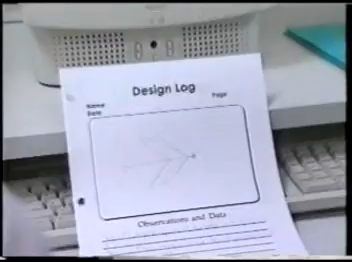 Design Log
Name
Page
Date
Observations and Data